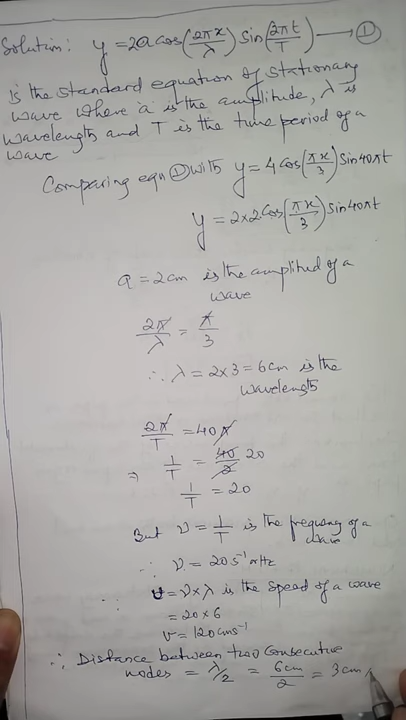 Solution: y = 2a cos(2πx/λ) sin(2πt/T) ⟶ ①
is the standard equation of stationary
wave where 'a' is the amplitude, λ is
wavelength and T is the time period of a
wave
Comparing eqn ① with y = 4 cos(πx/3) sin 40πt
y = 2×2 cos(πx/3) sin 40πt
a = 2cm is the amplitud of a
wave
2π/λ = π/3
∴ λ = 2×3 = 6cm is the
wavelength
2π/T = 40π
⇒ 1/T = 40/2 20
1/T = 20
But ν = 1/T is the frequency of a
wave
∴ ν = 20 s⁻¹ or Hz
∵ v = ν×λ is the speed of a wave
= 20×6
v = 120 cms⁻¹
∴ Distance between two Consecutive
nodes = λ/2 = 6cm/2 = 3cm